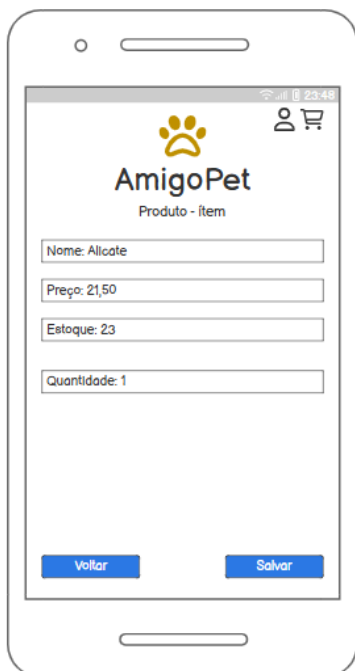 23:48
AmigoPet
Produto - ítem
Nome: Alicate
Preço: 21,50
Estoque: 23
Quantidade: 1
Voltar
Salvar